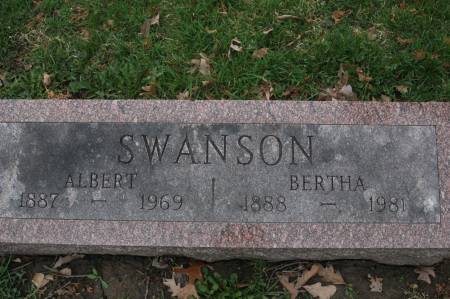 SWANSON
ALBERT BERTHA
1887 — 1969 1888 — 1981